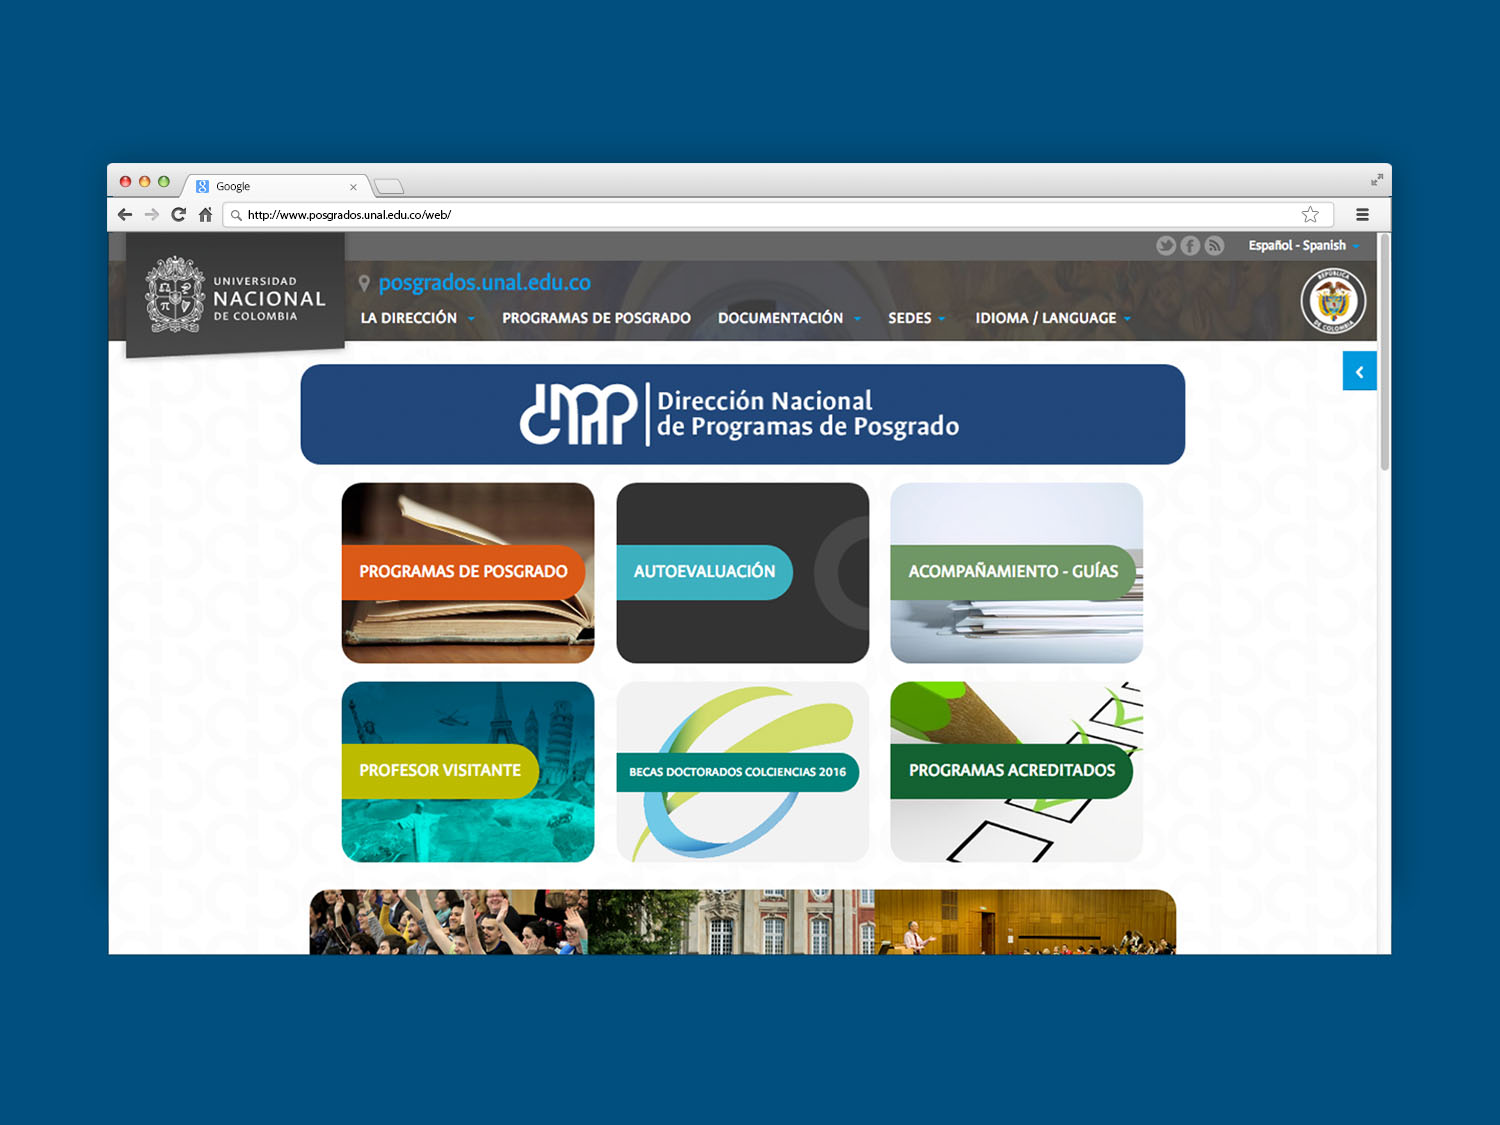 Google
http://www.posgrados.unal.edu.co/web/
Español - Spanish
UNIVERSIDAD
NACIONAL
DE COLOMBIA
posgrados.unal.edu.co
LA DIRECCIÓN PROGRAMAS DE POSGRADO DOCUMENTACIÓN SEDES IDIOMA / LANGUAGE
REPÚBLICA
DE COLOMBIA
Dirección Nacional
de Programas de Posgrado
PROGRAMAS DE POSGRADO
AUTOEVALUACIÓN
ACOMPAÑAMIENTO - GUÍAS
PROFESOR VISITANTE
BECAS DOCTORADOS COLCIENCIAS 2016
PROGRAMAS ACREDITADOS